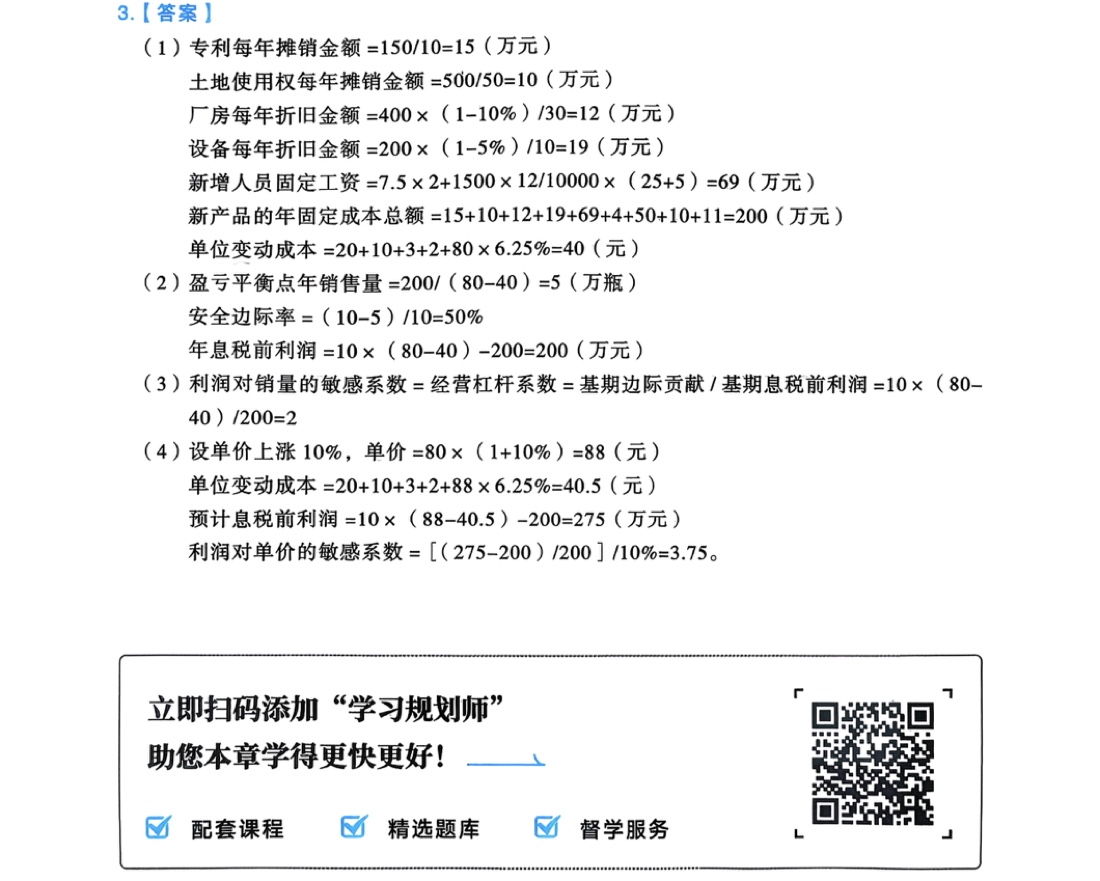 3.【答案】
（1）专利每年摊销金额 =150/10=15（万元）
土地使用权每年摊销金额 =500/50=10（万元）
厂房每年折旧金额 =400×（1-10%）/30=12（万元）
设备每年折旧金额 =200×（1-5%）/10=19（万元）
新增人员固定工资 =7.5×2+1500×12/10000×（25+5）=69（万元）
新产品的年固定成本总额 =15+10+12+19+69+4+50+10+11=200（万元）
单位变动成本 =20+10+3+2+80×6.25%=40（元）
（2）盈亏平衡点年销售量 =200/（80-40）=5（万瓶）
安全边际率 =（10-5）/10=50%
年息税前利润 =10×（80-40）-200=200（万元）
（3）利润对销量的敏感系数 = 经营杠杆系数 = 基期边际贡献 / 基期息税前利润 =10×（80-
40）/200=2
（4）设单价上涨 10%，单价 =80×（1+10%）=88（元）
单位变动成本 =20+10+3+2+88×6.25%=40.5（元）
预计息税前利润 =10×（88-40.5）-200=275（万元）
利润对单价的敏感系数 =［（275-200）/200］/10%=3.75。
立即扫码添加“学习规划师”
助您本章学得更快更好！
配套课程 精选题库 督学服务